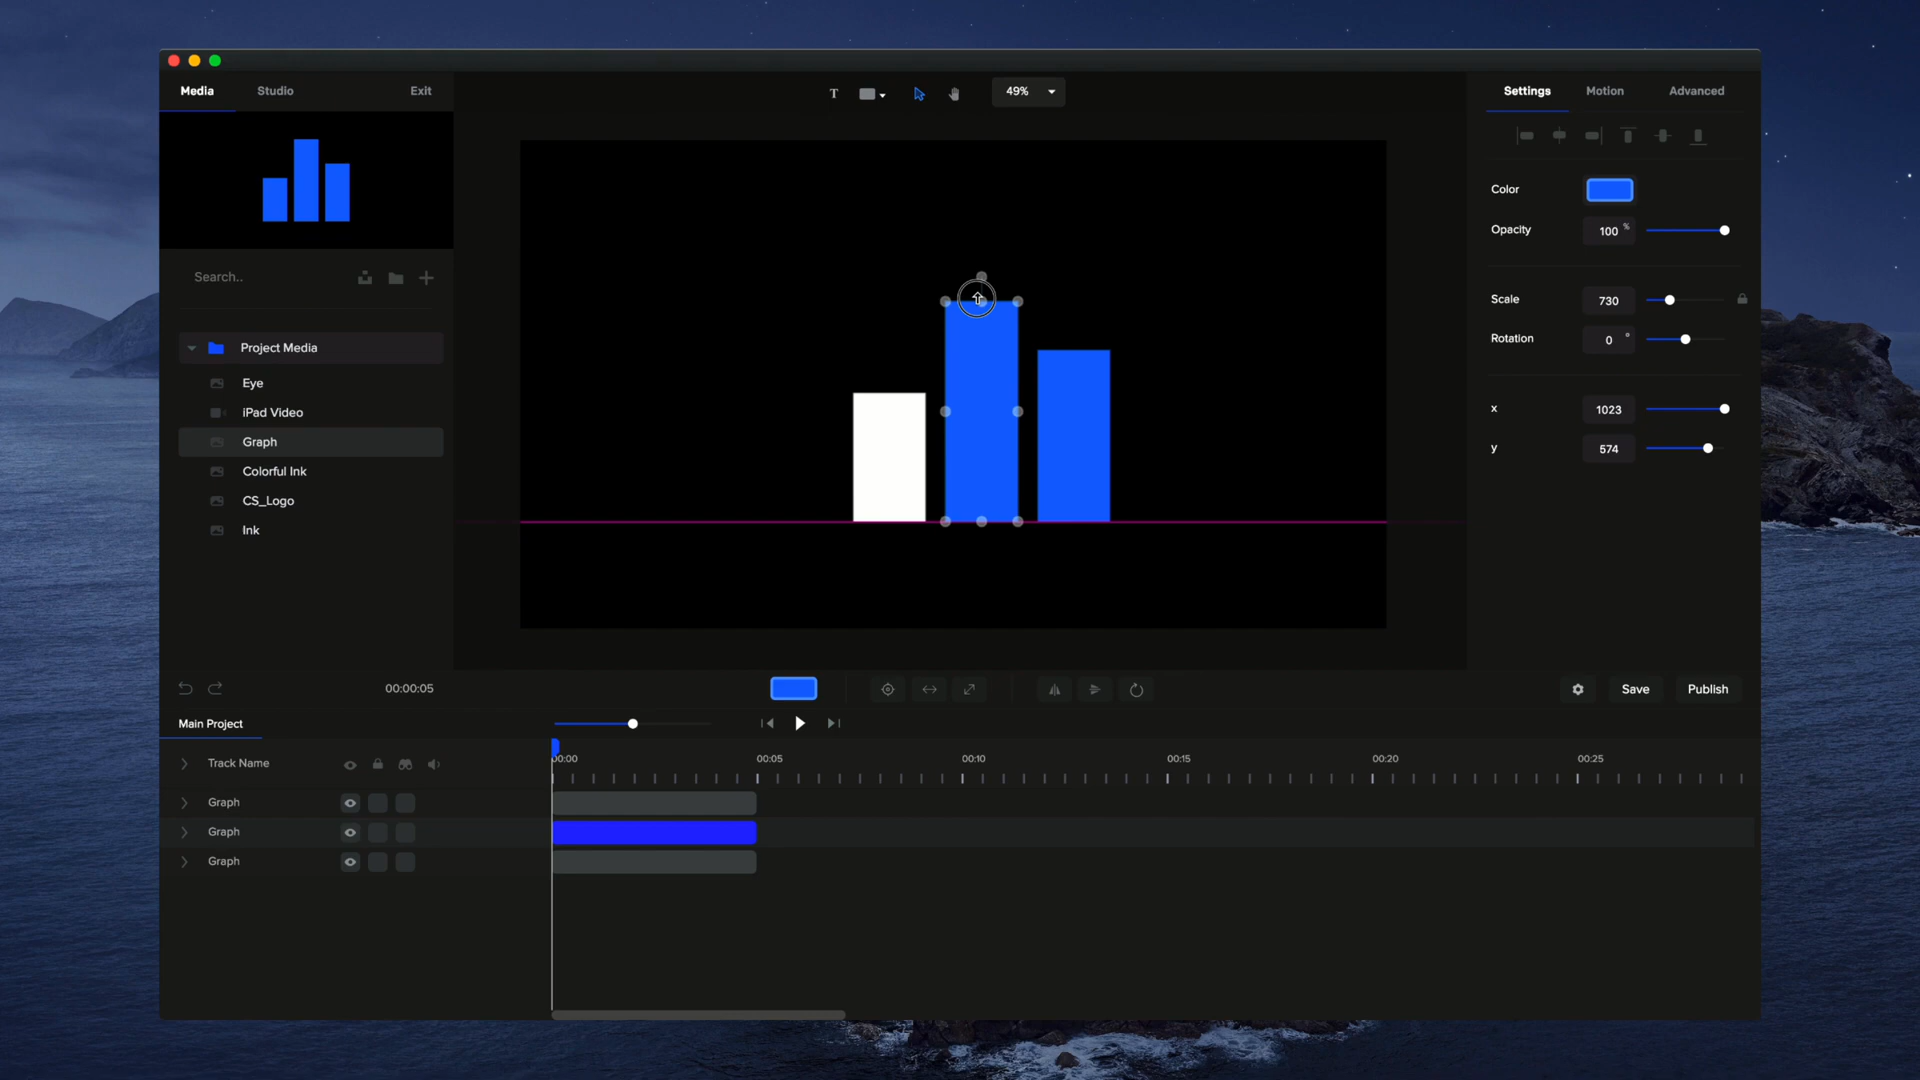 Media Studio Exit
T 49%
Settings Motion Advanced
Color
Opacity 100 %
Scale 730
Rotation 0 °
x 1023
y 574
Search..
Project Media
Eye
iPad Video
Graph
Colorful Ink
CS_Logo
Ink
00:00:05
Save Publish
Main Project
Track Name
00:00 00:05 00:10 00:15 00:20 00:25
Graph
Graph
Graph